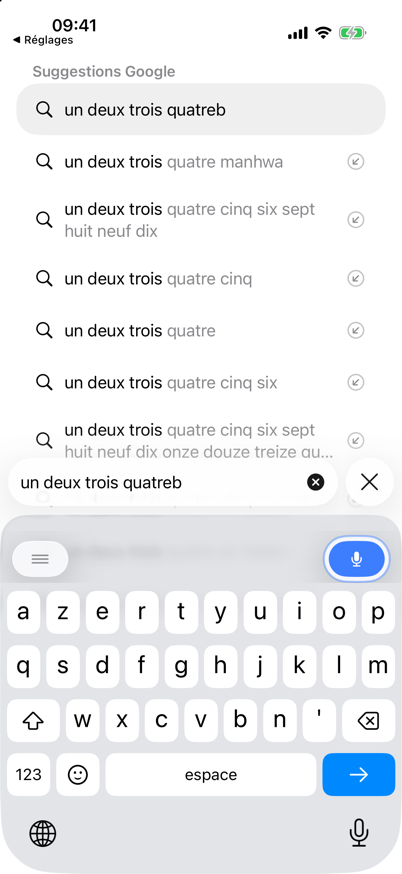 09:41
◀ Réglages
Suggestions Google
un deux trois quatreb
un deux trois quatre manhwa
un deux trois quatre cinq six sept
huit neuf dix
un deux trois quatre cinq
un deux trois quatre
un deux trois quatre cinq six
un deux trois quatre cinq six sept
huit neuf dix onze douze treize qu...
un deux trois quatreb
a z e r t y u i o p
q s d f g h j k l m
w x c v b n '
123 espace